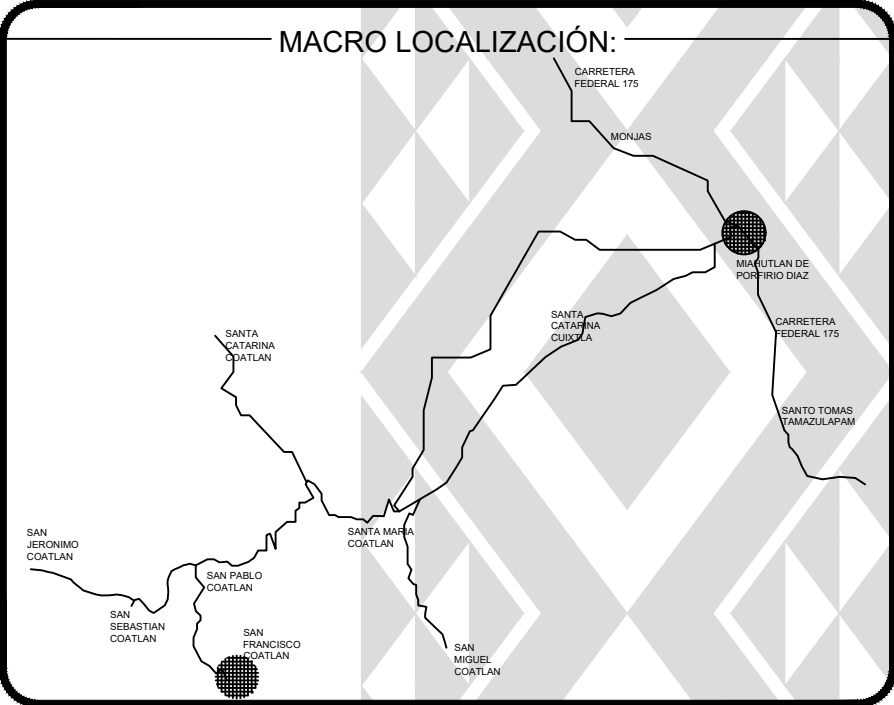 MACRO LOCALIZACIÓN:
CARRETERA
FEDERAL 175
MONJAS
MIAHUTLAN DE
PORFIRIO DIAZ
SANTA
CATARINA
CUIXTLA
CARRETERA
FEDERAL 175
SANTA
CATARINA
COATLAN
SANTO TOMAS
TAMAZULAPAM
SAN
JERONIMO
COATLAN
SANTA MARIA
COATLAN
SAN PABLO
COATLAN
SAN
SEBASTIAN
COATLAN
SAN
FRANCISCO
COATLAN
SAN
MIGUEL
COATLAN